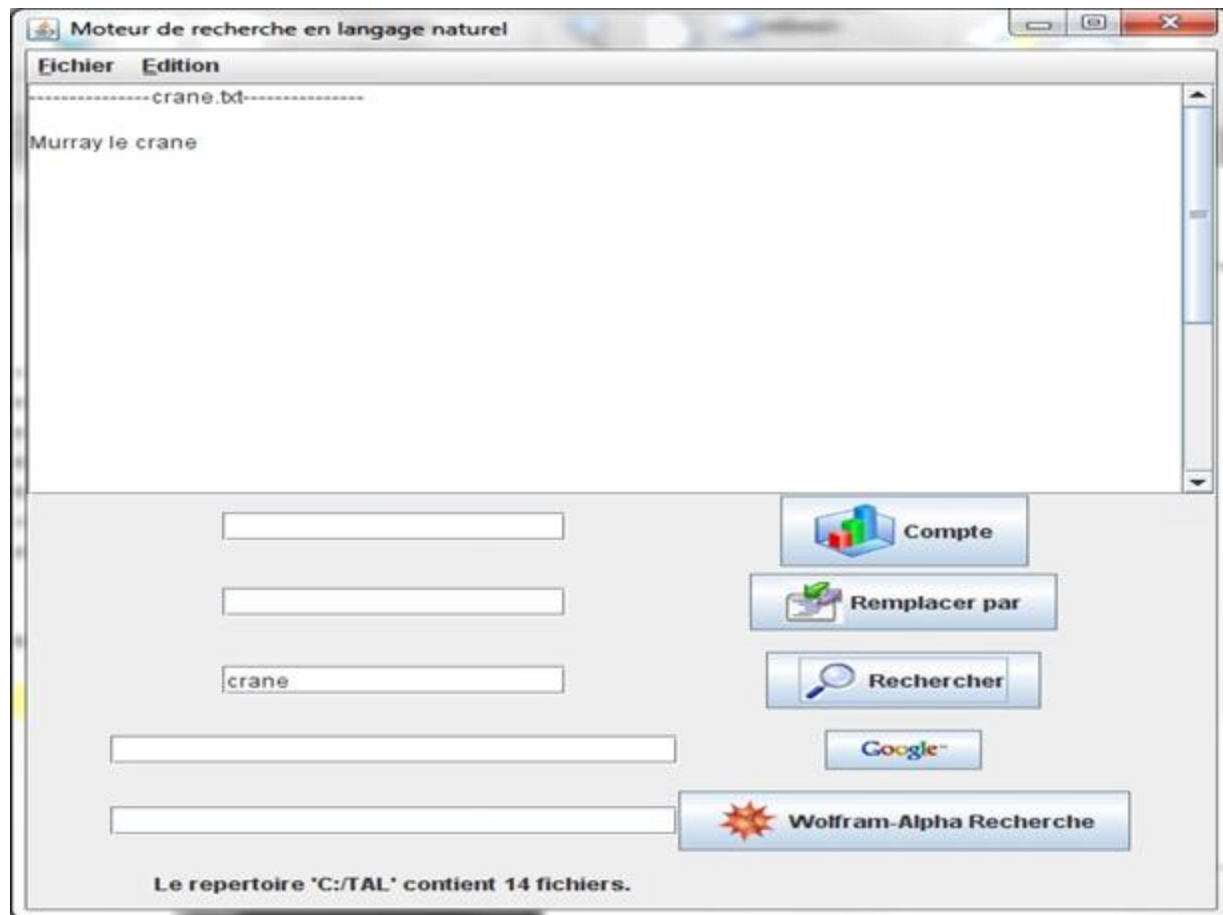 Moteur de recherche en langage naturel
Fichier Edition
---------------crane.txt---------------
Murray le crane
Compte
Remplacer par
crane
Rechercher
Google™
Wolfram-Alpha Recherche
Le repertoire 'C:/TAL' contient 14 fichiers.